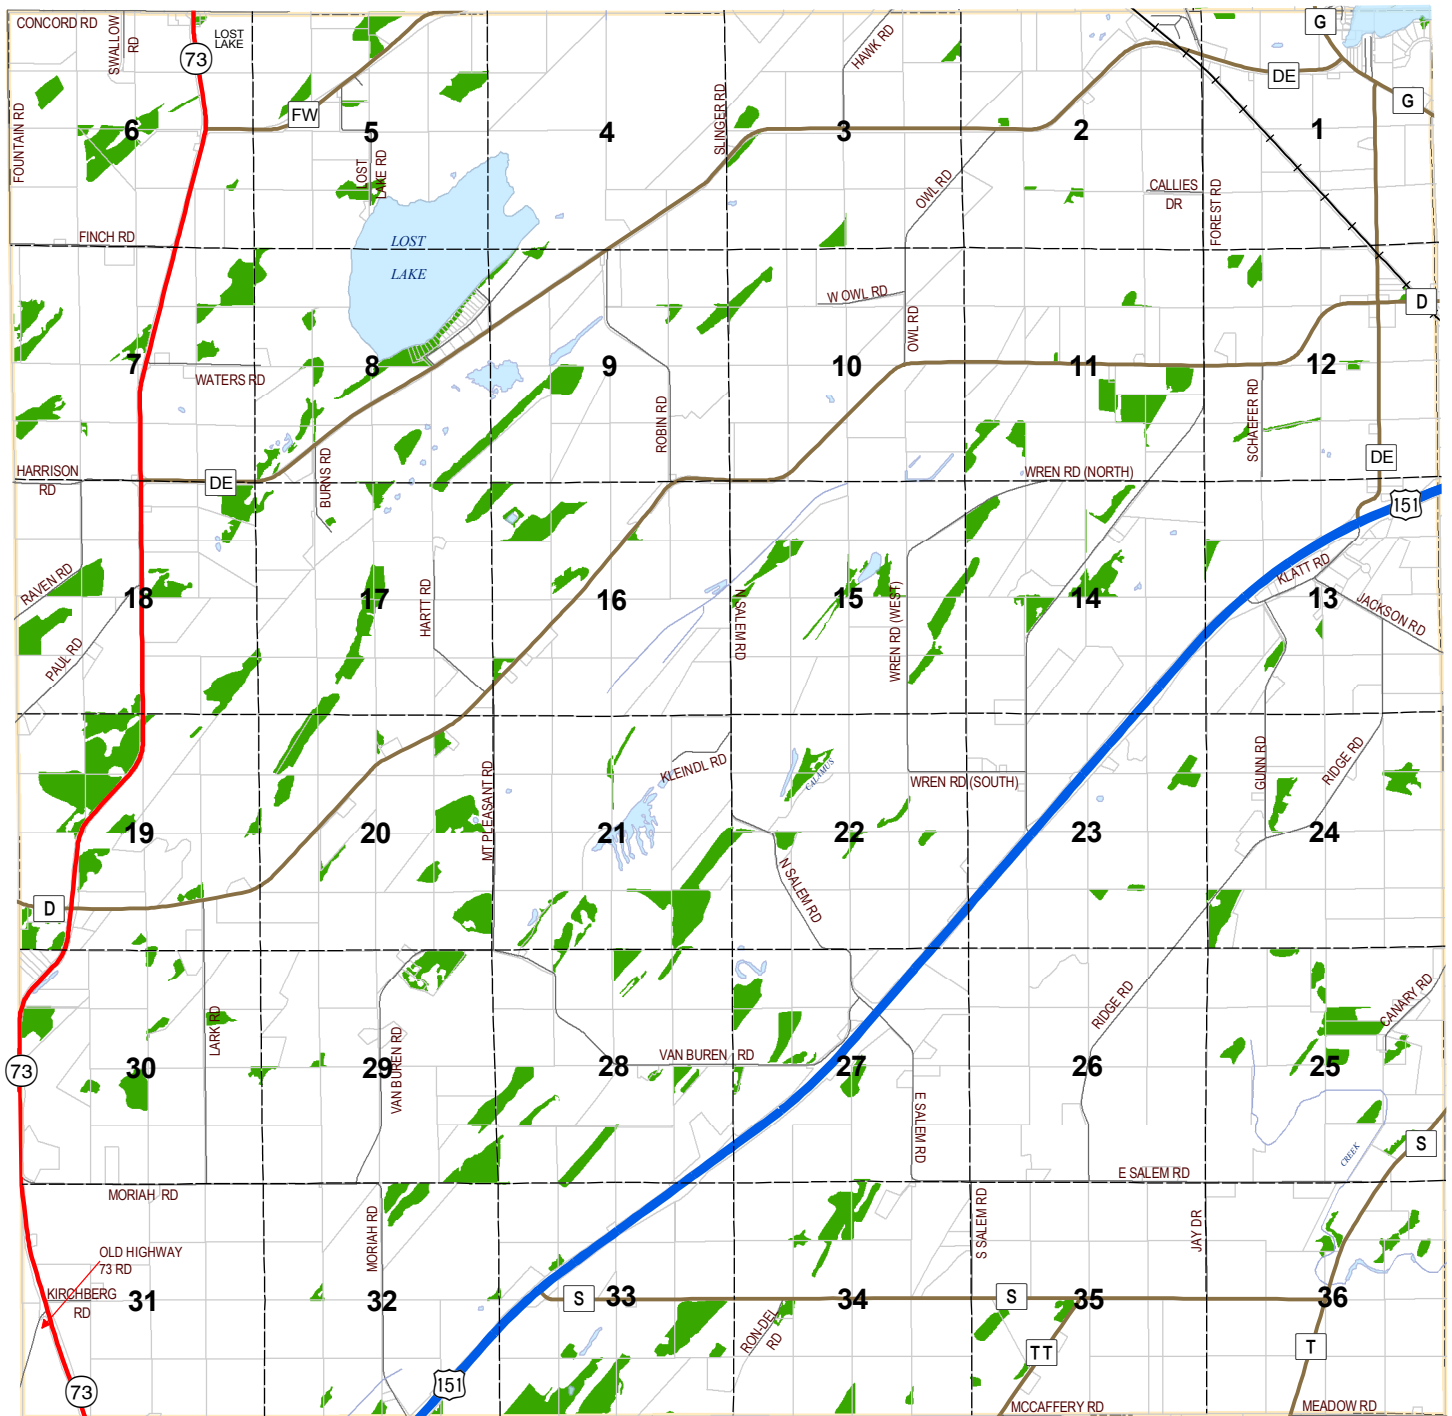 CONCORD RD
SWALLOW
RD
73
LOST
LAKE
HAWK RD
G
DE
G
FOUNTAIN RD
FW
SLINGER RD
6
5
4
3
2
1
LOST
LAKE RD
OWL RD
CALLIES
DR
FOREST RD
FINCH RD
LOST
LAKE
W OWL RD
OWL RD
D
7
8
9
10
11
12
WATERS RD
ROBIN RD
SCHAEFER RD
HARRISON
RD
DE
BURNS RD
WREN RD (NORTH)
DE
151
RAVEN RD
KLATT RD
18
17
HARTT RD
16
N SALEM RD
15
WREN RD (WEST)
14
13
JACKSON RD
PAUL RD
MT PLEASANT RD
KLEINDL RD
CALAMUS
WREN RD (SOUTH)
GUNN RD
RIDGE RD
19
20
21
22
23
24
N SALEM RD
D
LARK RD
VAN BUREN RD
VAN BUREN RD
RIDGE RD
CANARY RD
73
30
29
28
27
26
25
E SALEM RD
CREEK
S
E SALEM RD
MORIAH RD
MORIAH RD
S SALEM RD
JAY DR
OLD HIGHWAY
73 RD
KIRCHBERG
RD
31
32
S
33
34
S
35
36
RON-DEL
RD
TT
T
73
151
MCCAFFERY RD
MEADOW RD